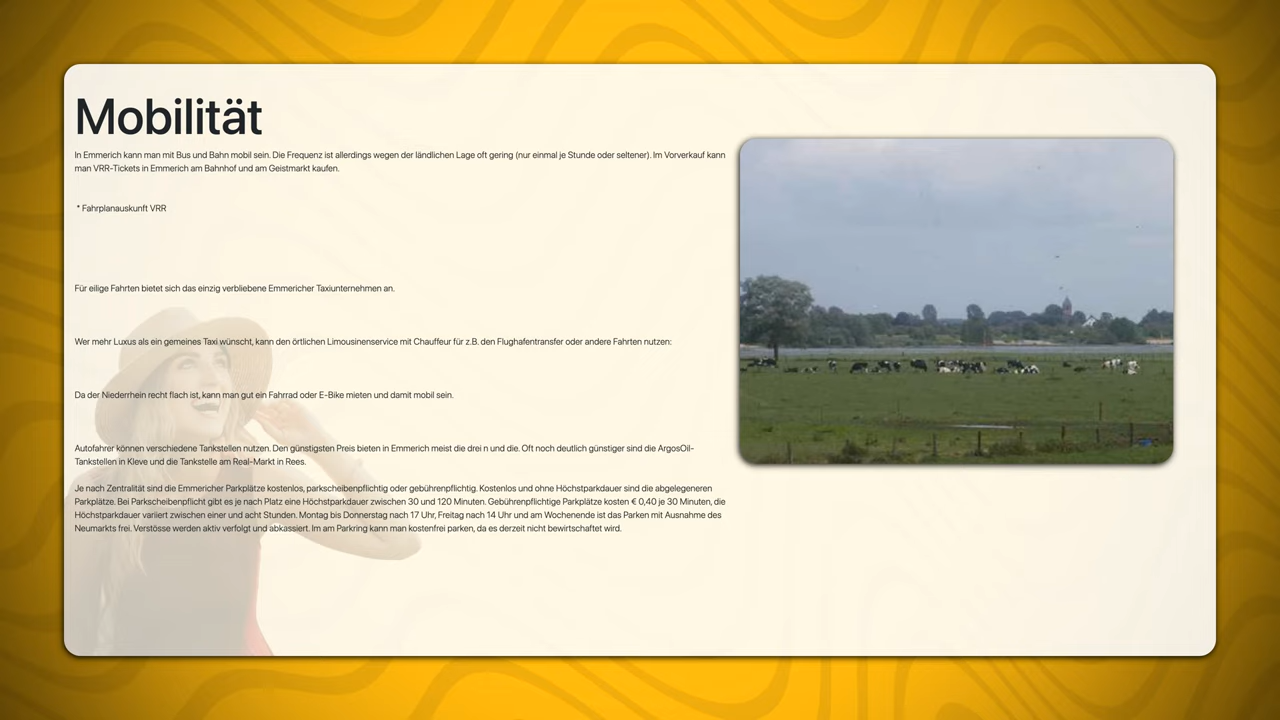 Mobilität
In Emmerich kann man mit Bus und Bahn mobil sein. Die Frequenz ist allerdings wegen der ländlichen Lage oft gering (nur einmal je Stunde oder seltener). Im Vorverkauf kann
man VRR-Tickets in Emmerich am Bahnhof und am Geistmarkt kaufen.
* Fahrplanauskunft VRR
Für eilige Fahrten bietet sich das einzig verbliebene Emmericher Taxiunternehmen an.
Wer mehr Luxus als ein gemeines Taxi wünscht, kann den örtlichen Limousinenservice mit Chauffeur für z.B. den Flughafentransfer oder andere Fahrten nutzen:
Da der Niederrhein recht flach ist, kann man gut ein Fahrrad oder E-Bike mieten und damit mobil sein.
Autofahrer können verschiedene Tankstellen nutzen. Den günstigsten Preis bieten in Emmerich meist die drei n und die. Oft noch deutlich günstiger sind die ArgosOil-
Tankstellen in Kleve und die Tankstelle am Real-Markt in Rees.
Je nach Zentralität sind die Emmericher Parkplätze kostenlos, parkscheibenpflichtig oder gebührenpflichtig. Kostenlos und ohne Höchstparkdauer sind die abgelegeneren
Parkplätze. Bei Parkscheibenpflicht gibt es je nach Platz eine Höchstparkdauer zwischen 30 und 120 Minuten. Gebührenpflichtige Parkplätze kosten € 0,40 je 30 Minuten, die
Höchstparkdauer variiert zwischen einer und acht Stunden. Montag bis Donnerstag nach 17 Uhr, Freitag nach 14 Uhr und am Wochenende ist das Parken mit Ausnahme des
Neumarkts frei. Verstösse werden aktiv verfolgt und abkassiert. Im am Parkring kann man kostenfrei parken, da es derzeit nicht bewirtschaftet wird.